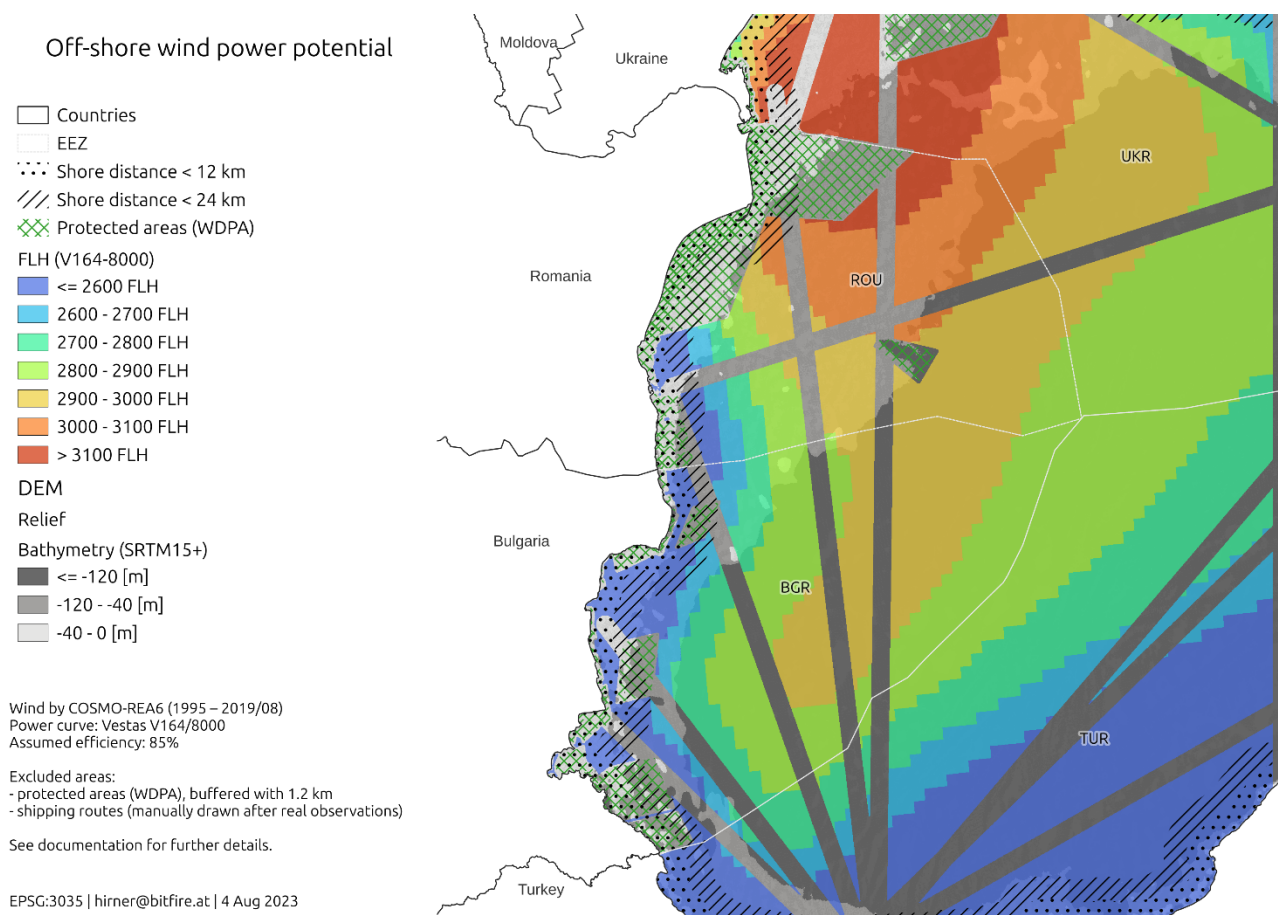 Off-shore wind power potential
Countries
EEZ
Shore distance < 12 km
Shore distance < 24 km
Protected areas (WDPA)
FLH (V164-8000)
<= 2600 FLH
2600 - 2700 FLH
2700 - 2800 FLH
2800 - 2900 FLH
2900 - 3000 FLH
3000 - 3100 FLH
> 3100 FLH
DEM
Relief
Bathymetry (SRTM15+)
<= -120 [m]
-120 - -40 [m]
-40 - 0 [m]
Wind by COSMO-REA6 (1995 – 2019/08)
Power curve: Vestas V164/8000
Assumed efficiency: 85%
Excluded areas:
- protected areas (WDPA), buffered with 1.2 km
- shipping routes (manually drawn after real observations)
See documentation for further details.
EPSG:3035 | hirner@bitfire.at | 4 Aug 2023
Moldova
Ukraine
UKR
Romania
ROU
Bulgaria
BGR
TUR
Turkey